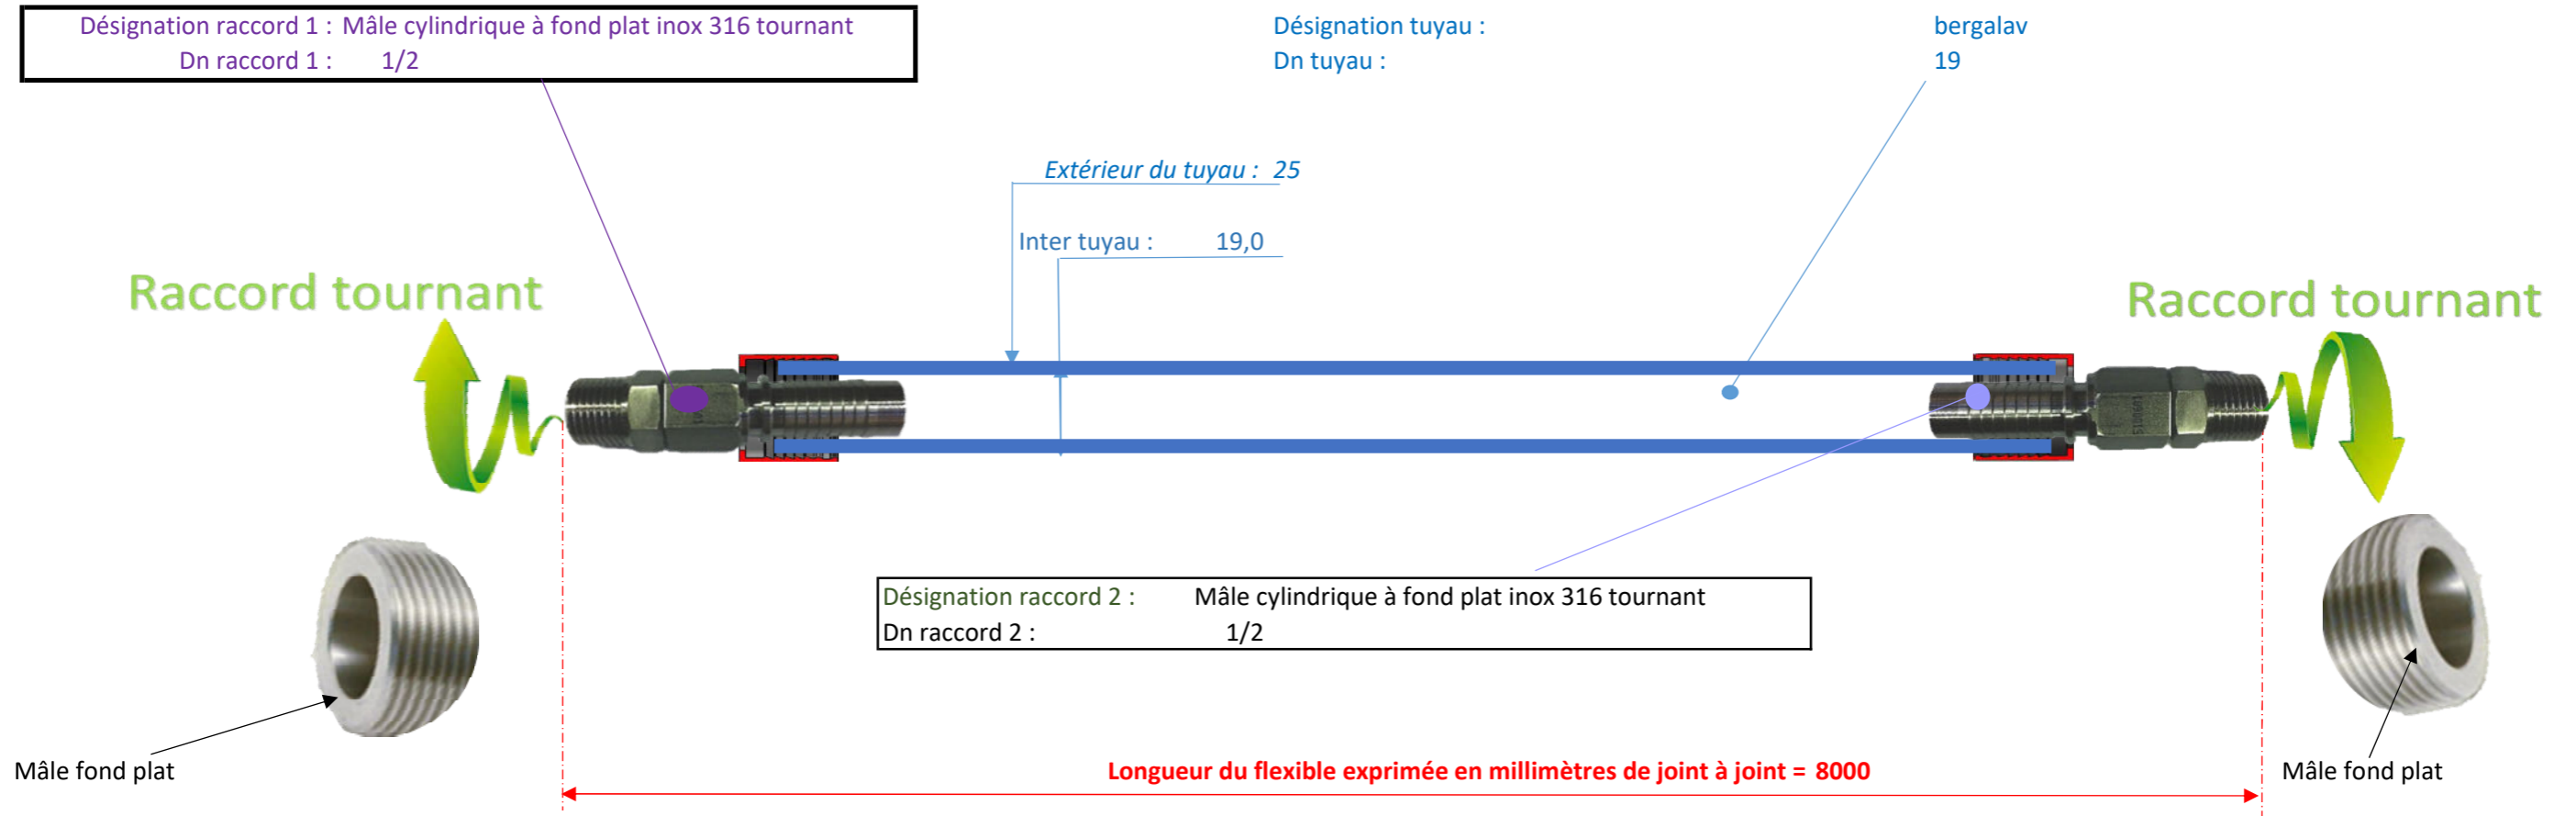 Désignation raccord 1 : Mâle cylindrique à fond plat inox 316 tournant
Dn raccord 1 : 1/2
Désignation tuyau : bergalav
Dn tuyau : 19
Extérieur du tuyau : 25
Inter tuyau : 19,0
Raccord tournant
Raccord tournant
Désignation raccord 2 : Mâle cylindrique à fond plat inox 316 tournant
Dn raccord 2 : 1/2
Mâle fond plat
Longueur du flexible exprimée en millimètres de joint à joint = 8000
Mâle fond plat